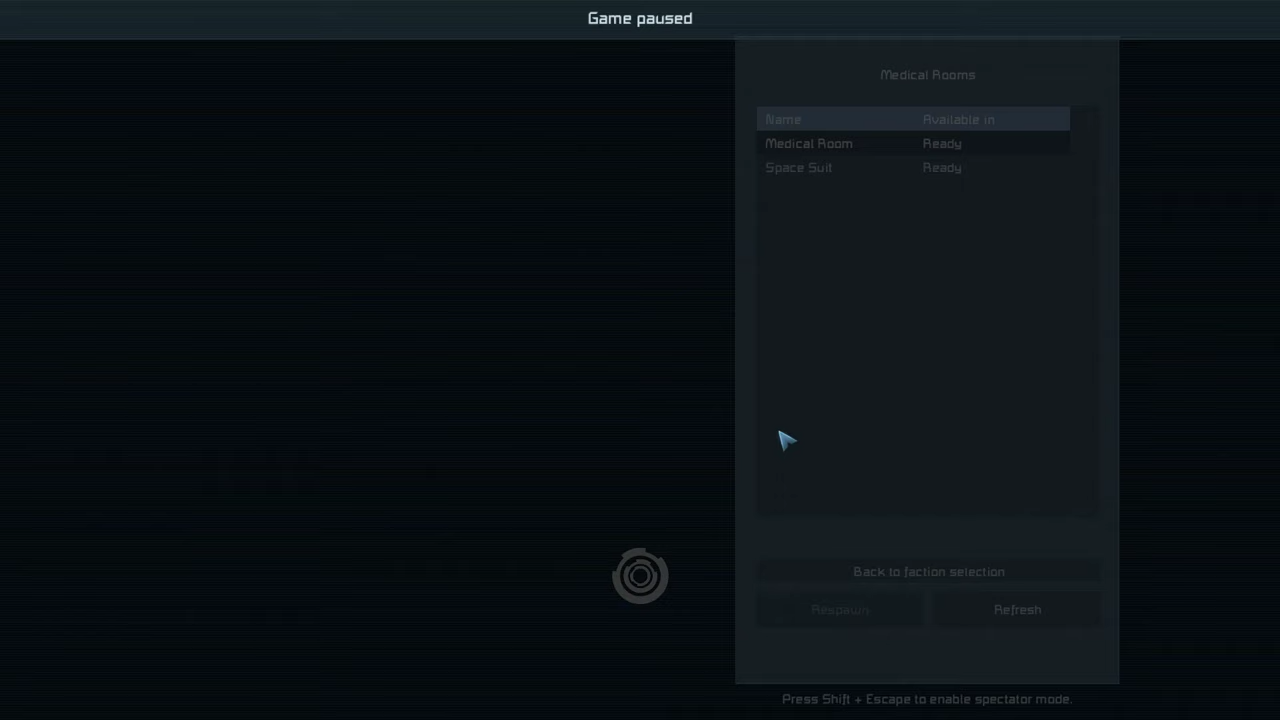 Game paused
Medical Rooms
Name Available in
Medical Room Ready
Space Suit Ready
Back to faction selection
Respawn Refresh
Press Shift + Escape to enable spectator mode.